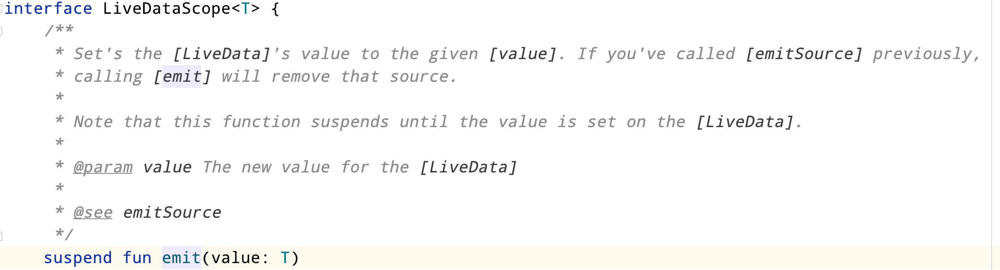 interface LiveDataScope<T> {
/**
* Set's the [LiveData]'s value to the given [value]. If you've called [emitSource] previously,
* calling [emit] will remove that source.
*
* Note that this function suspends until the value is set on the [LiveData].
*
* @param value The new value for the [LiveData]
*
* @see emitSource
*/
suspend fun emit(value: T)